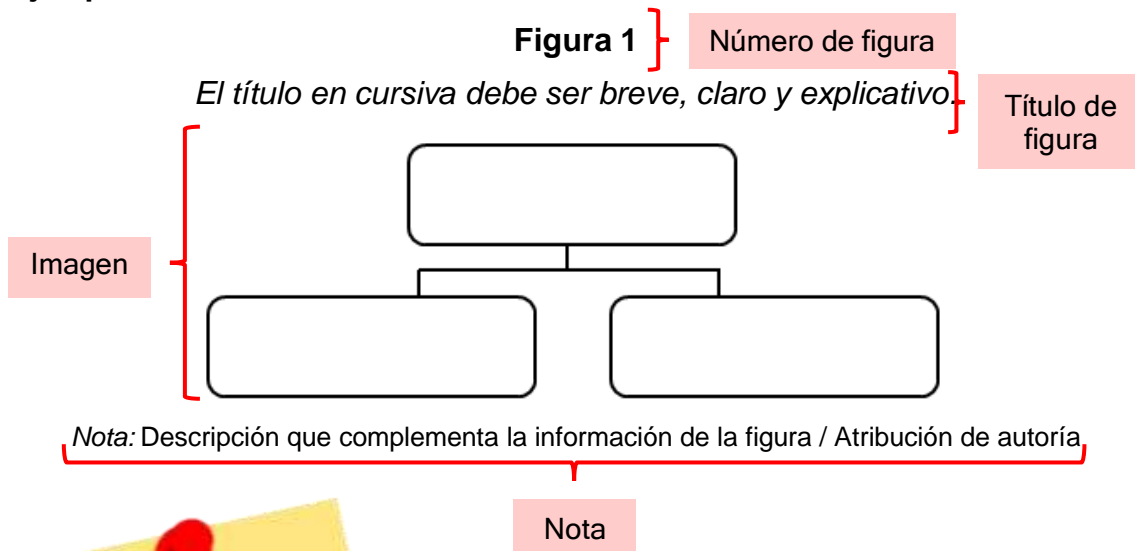 Figura 1
Número de figura
El título en cursiva debe ser breve, claro y explicativo.
Título de
figura
Imagen
Nota: Descripción que complementa la información de la figura / Atribución de autoría
Nota